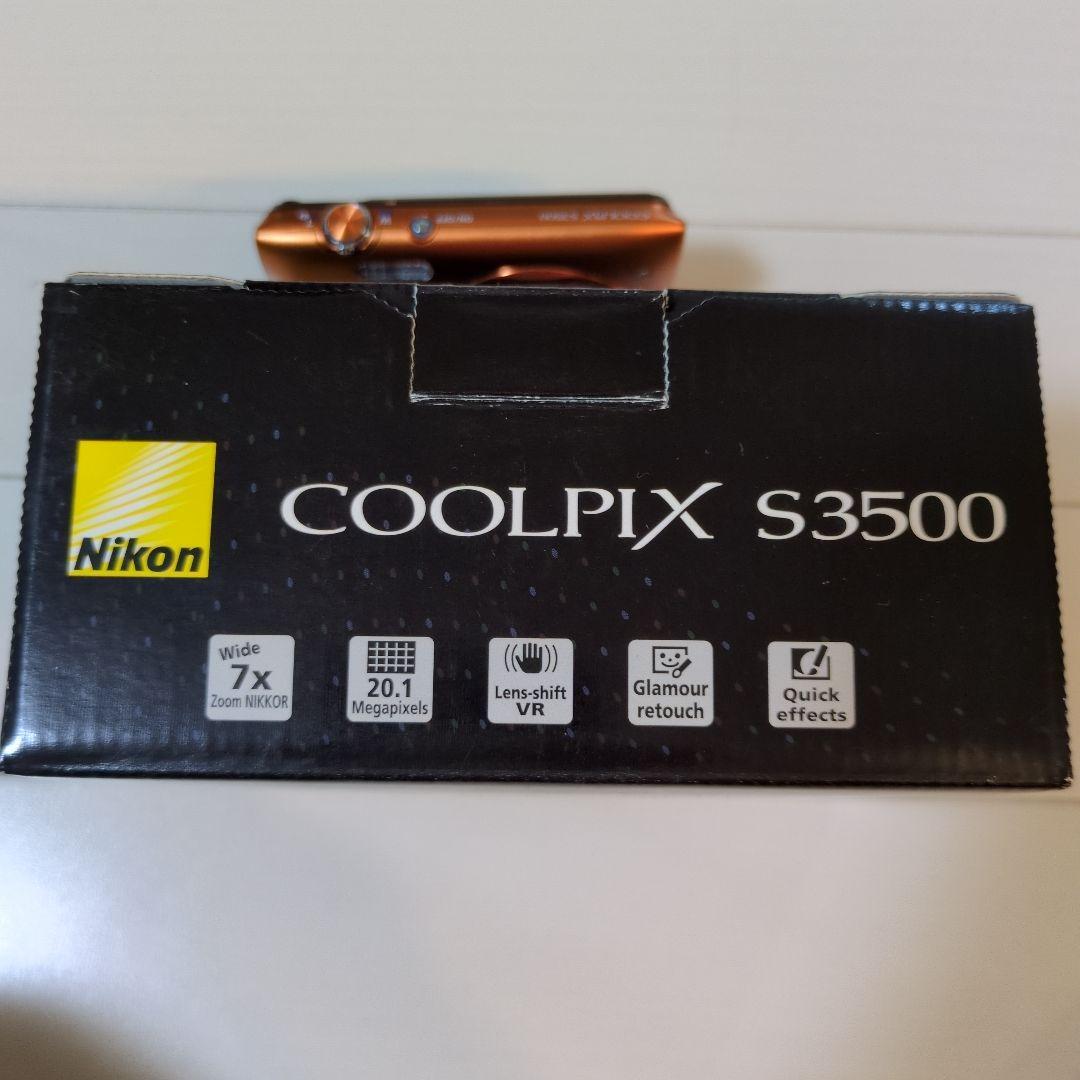 Nikon
COOLPIX S3500
Wide
7x
Zoom NIKKOR
20.1
Megapixels
Lens-shift
VR
Glamour
retouch
Quick
effects